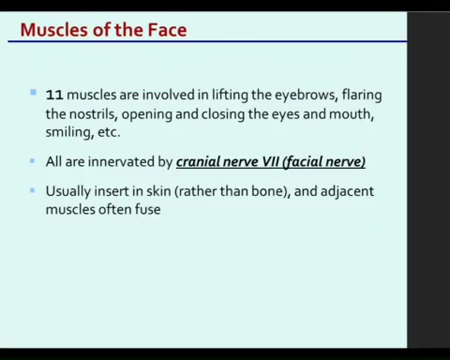 Muscles of the Face
11 muscles are involved in lifting the eyebrows, flaring
the nostrils, opening and closing the eyes and mouth,
smiling, etc.
All are innervated by cranial nerve VII (facial nerve)
Usually insert in skin (rather than bone), and adjacent
muscles often fuse